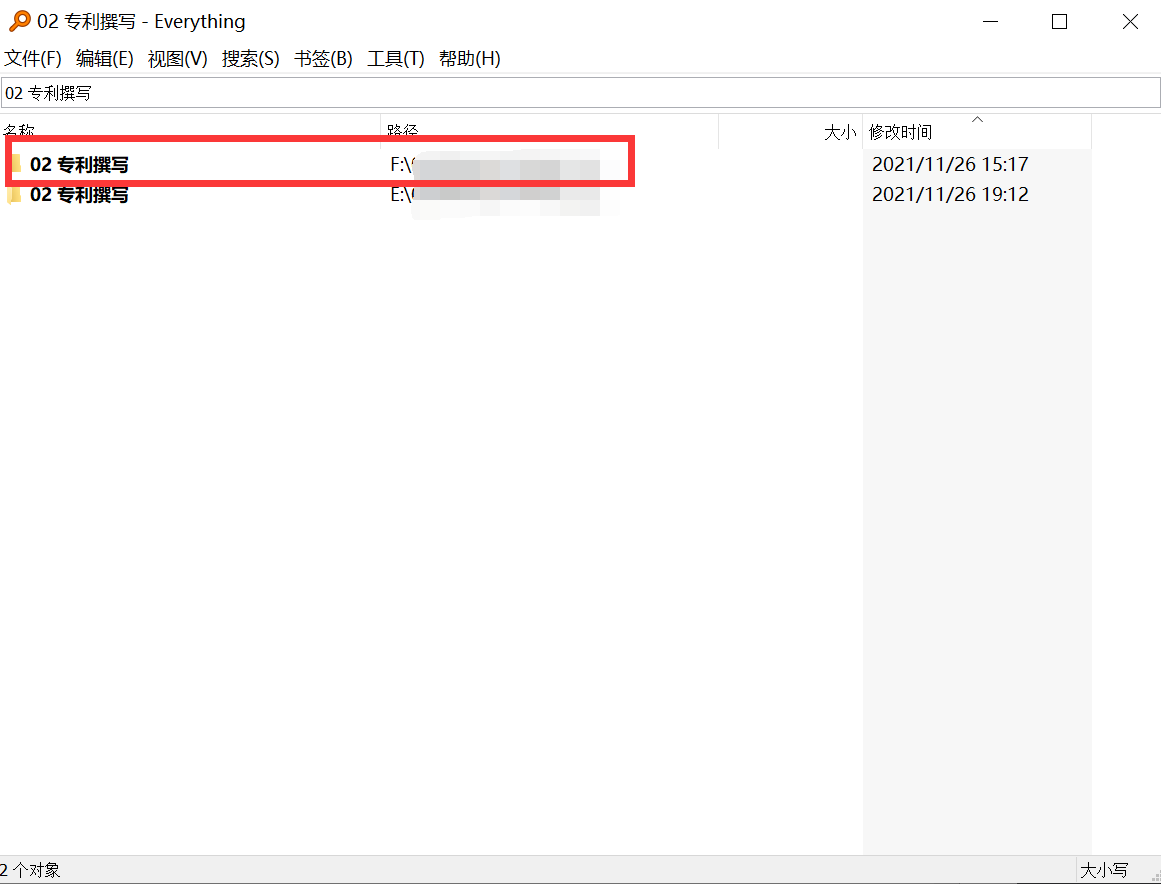 02 专利撰写 - Everything
文件(F) 编辑(E) 视图(V) 搜索(S) 书签(B) 工具(T) 帮助(H)
02 专利撰写
名称 路径 大小 修改时间
02 专利撰写 F:\ 2021/11/26 15:17
02 专利撰写 E:\ 2021/11/26 19:12
2 个对象 大小写